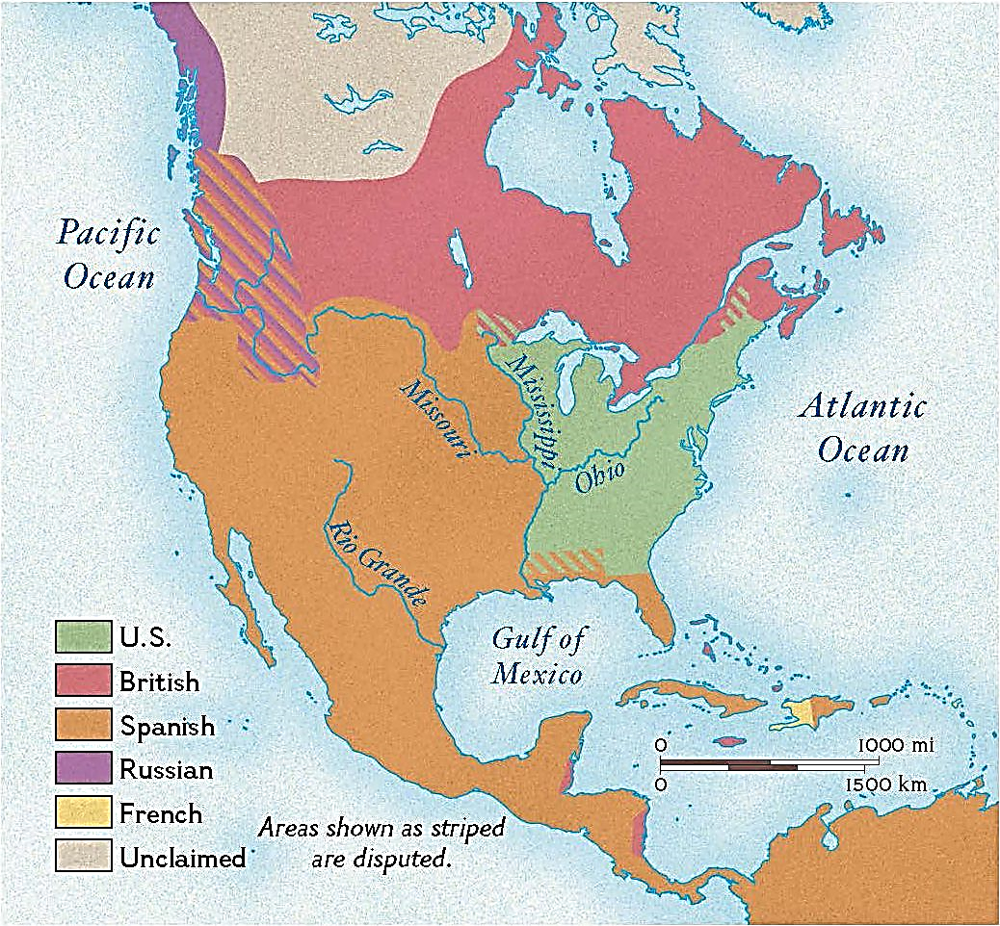 Pacific
Ocean
Missouri
Mississippi
Ohio
Atlantic
Ocean
Rio Grande
Gulf of
Mexico
U.S.
British
Spanish
Russian
French
Unclaimed
Areas shown as striped
are disputed.
0 1000 mi
0 1500 km